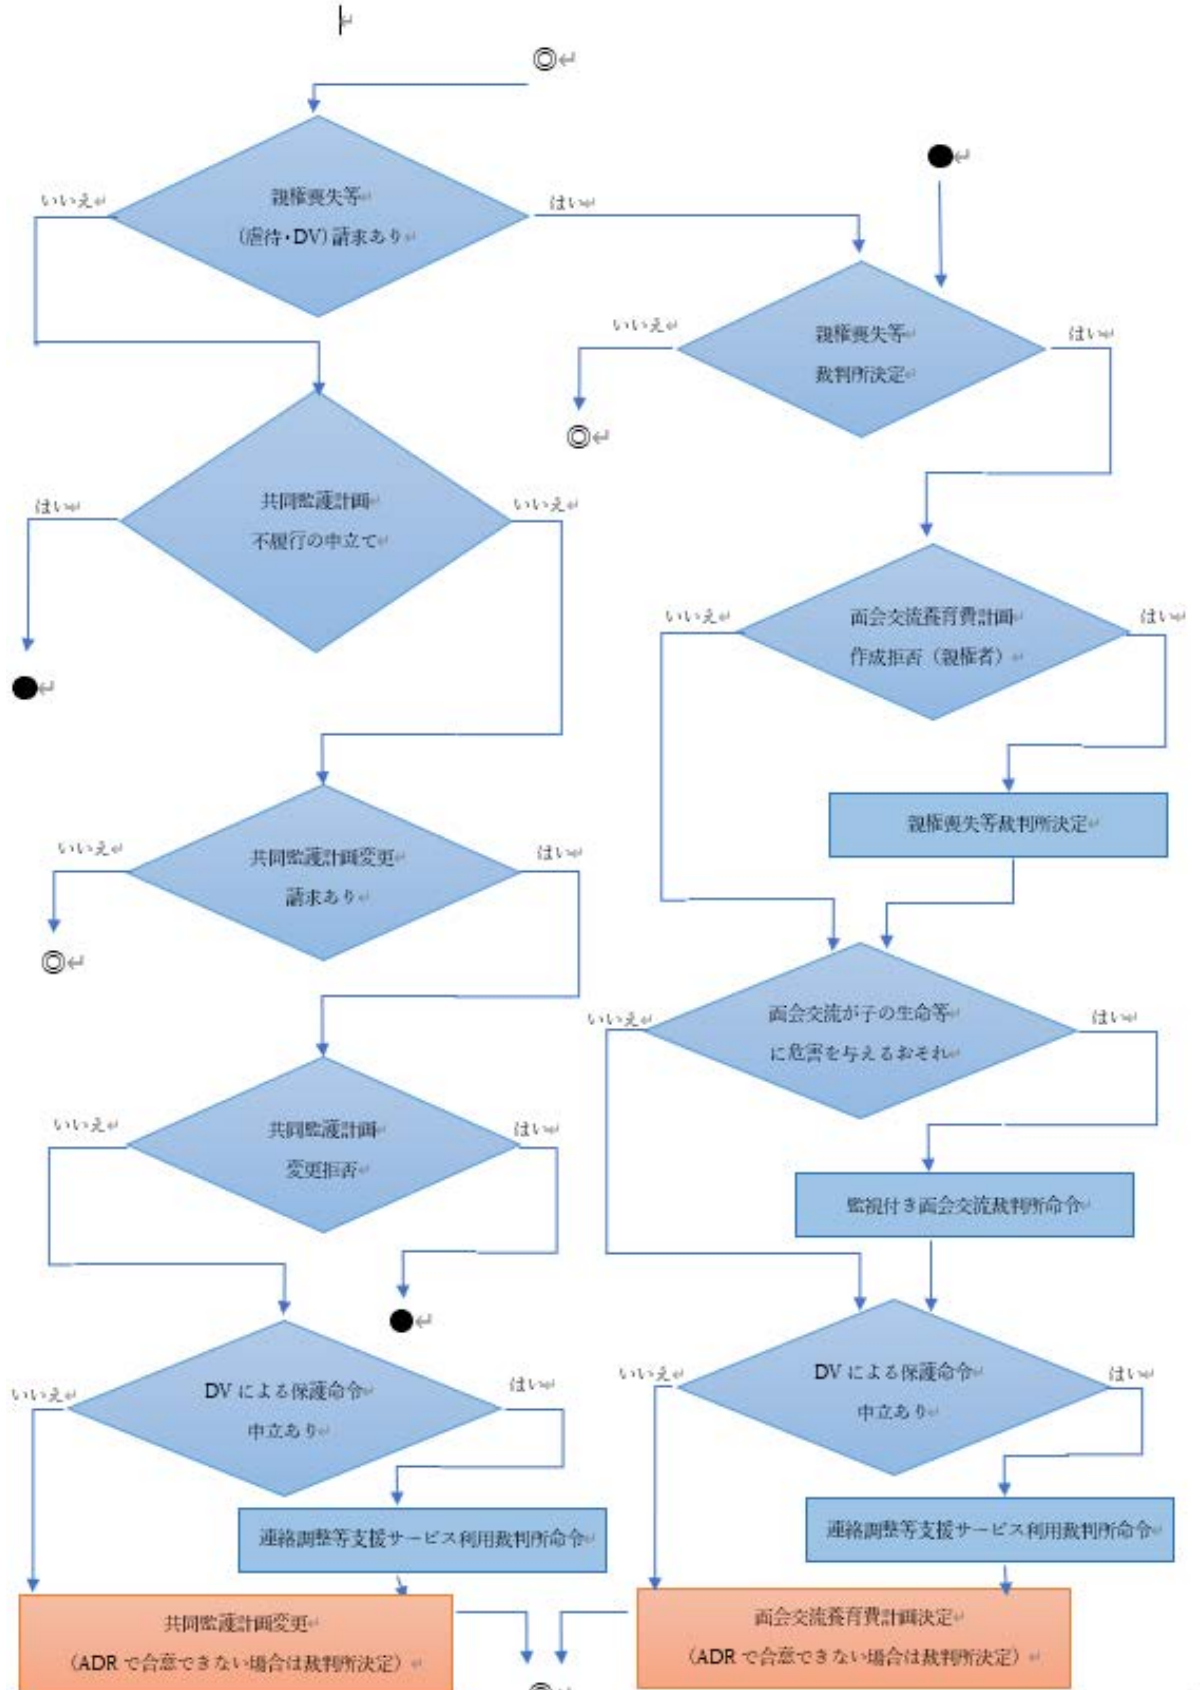 ◎
●
親権喪失等
(虐待・DV)請求あり
いいえ
はい
親権喪失等
裁判所決定
いいえ
はい
◎
共同監護計画
不履行の申立て
はい
いいえ
●
面会交流養育費計画
作成拒否(親権者)
いいえ
はい
親権喪失等裁判所決定
共同監護計画変更
請求あり
いいえ
はい
◎
面会交流が子の生命等
に危害を与えるおそれ
いいえ
はい
共同監護計画
変更拒否
いいえ
はい
●
監視付き面会交流裁判所命令
DVによる保護命令
申立あり
いいえ
はい
DVによる保護命令
申立あり
いいえ
はい
連絡調整等支援サービス利用裁判所命令
連絡調整等支援サービス利用裁判所命令
共同監護計画変更
(ADRで合意できない場合は裁判所決定)
面会交流養育費計画決定
(ADRで合意できない場合は裁判所決定)
◎